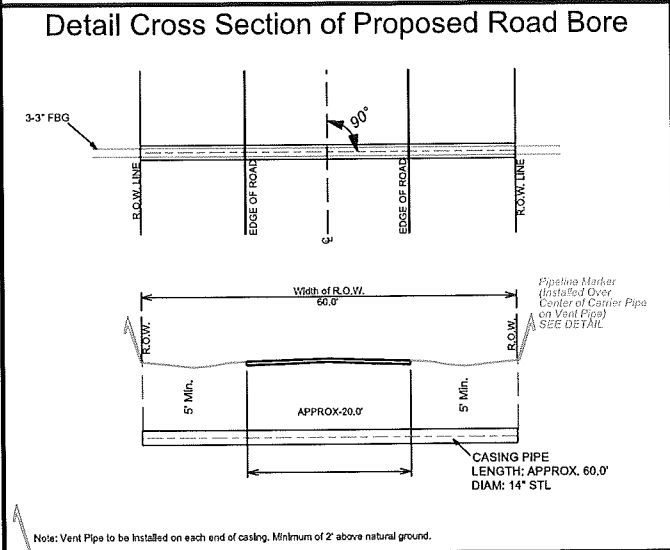 Detail Cross Section of Proposed Road Bore
3-3" FBG
90°
R.O.W. LINE
EDGE OF ROAD
EDGE OF ROAD
R.O.W. LINE
℄
Width of R.O.W.
60.0'
Pipeline Marker
(Installed Over
Center of Carrier Pipe
on Vent Pipe)
SEE DETAIL
R.O.W.
R.O.W.
5' Min.
APPROX-20.0'
5' Min.
CASING PIPE
LENGTH: APPROX. 60.0'
DIAM: 14" STL
Note: Vent Pipe to be installed on each end of casing. Minimum of 2' above natural ground.